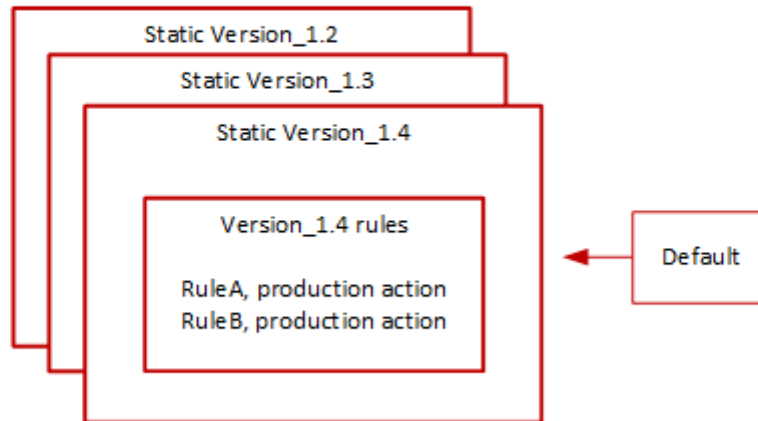 Static Version_1.2
Static Version_1.3
Static Version_1.4
Version_1.4 rules
RuleA, production action
RuleB, production action
Default